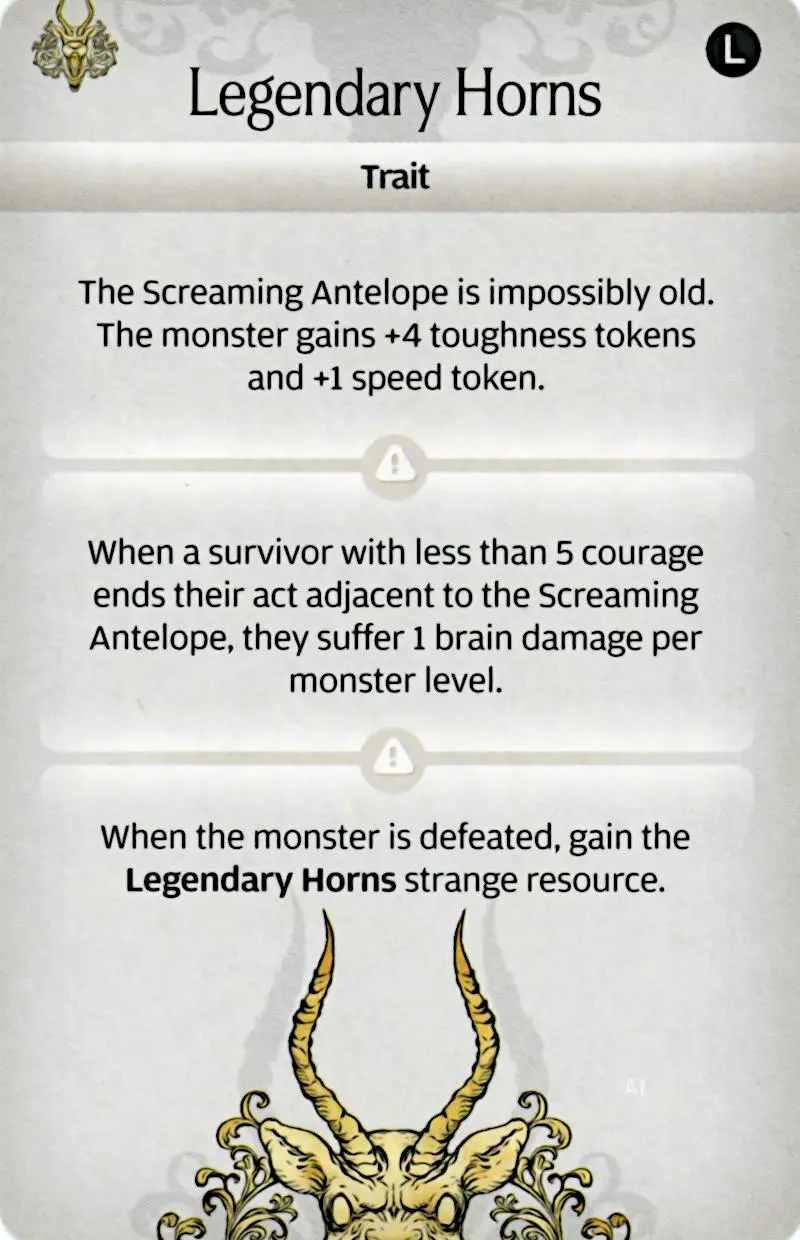 L
Legendary Horns
Trait
The Screaming Antelope is impossibly old.
The monster gains +4 toughness tokens
and +1 speed token.
When a survivor with less than 5 courage
ends their act adjacent to the Screaming
Antelope, they suffer 1 brain damage per
monster level.
When the monster is defeated, gain the
Legendary Horns strange resource.
AI